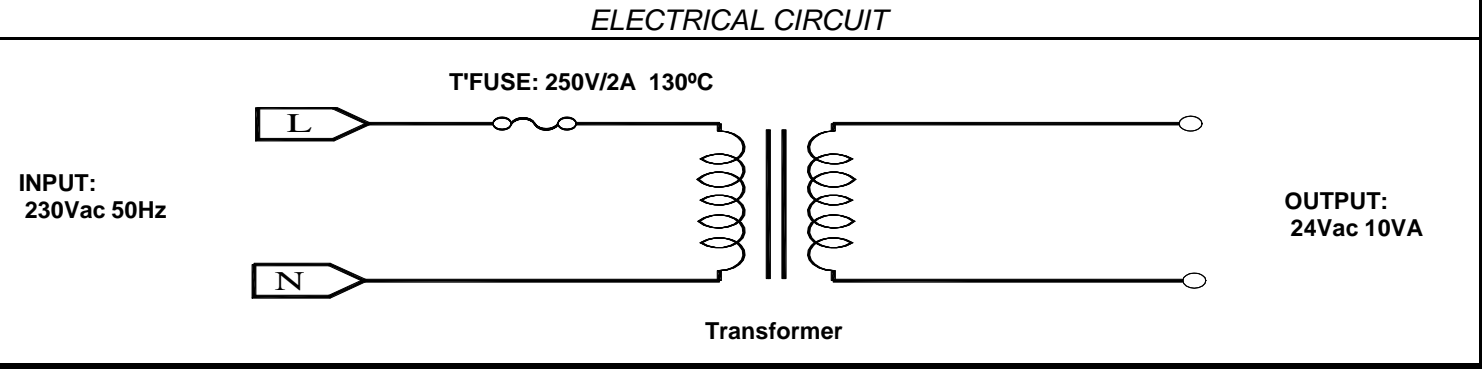 ELECTRICAL CIRCUIT
T'FUSE: 250V/2A 130ºC
L
INPUT:
230Vac 50Hz
OUTPUT:
24Vac 10VA
N
Transformer